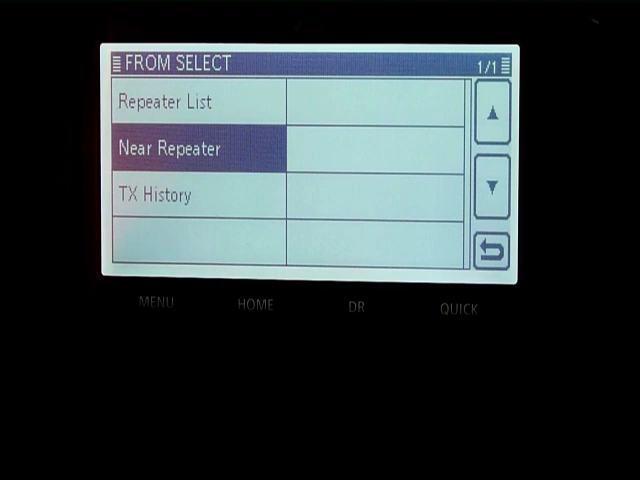 FROM SELECT 1/1
Repeater List
Near Repeater
TX History
MENU HOME DR QUICK